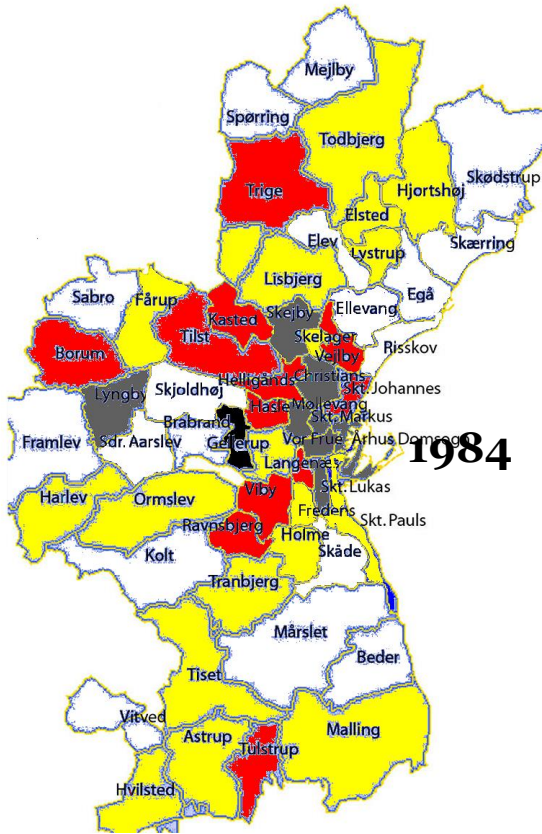 Mejlby
Spørring
Todbjerg
Trige
Hjortshøj
Skødstrup
Elsted
Elev
Lystrup
Skærring
Lisbjerg
Sabro
Fårup
Kasted
Skejby
Ellevang
Egå
Borum
Tilst
Skelager
Vejlby
Risskov
Lyngby
Skjoldhøj
Helligånds
Christians
Skt. Johannes
Hasle
Møllevang
Skt. Markus
Framlev
Sdr. Aarslev
Brabrand
Gellerup
Vor Frue
Århus Domsogn
1984
Langenæs
Skt. Lukas
Harlev
Ormslev
Viby
Fredens
Skt. Pauls
Ravnsbjerg
Holme
Skåde
Kolt
Tranbjerg
Mårslet
Beder
Tiset
Vitved
Astrup
Tulstrup
Malling
Hvilsted